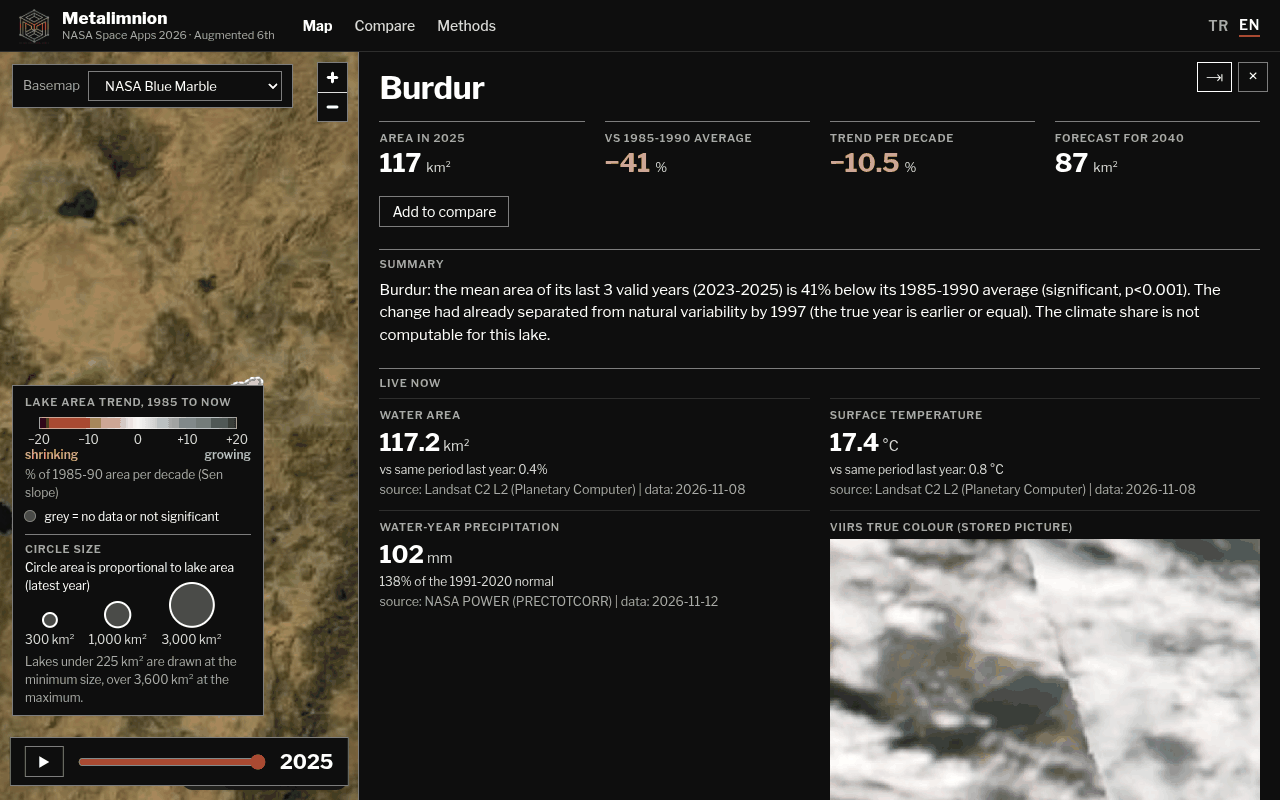 Metalimnion
NASA Space Apps 2026 · Augmented 6th
Map
Compare
Methods
TR
EN
Basemap
NASA Blue Marble
+
−
Burdur
→|
×
AREA IN 2025
117 km²
VS 1985-1990 AVERAGE
−41 %
TREND PER DECADE
−10.5 %
FORECAST FOR 2040
87 km²
Add to compare
SUMMARY
Burdur: the mean area of its last 3 valid years (2023-2025) is 41% below its 1985-1990 average (significant, p<0.001). The
change had already separated from natural variability by 1997 (the true year is earlier or equal). The climate share is not
computable for this lake.
LIVE NOW
WATER AREA
117.2 km²
vs same period last year: 0.4%
source: Landsat C2 L2 (Planetary Computer) | data: 2026-11-08
SURFACE TEMPERATURE
17.4 °C
vs same period last year: 0.8 °C
source: Landsat C2 L2 (Planetary Computer) | data: 2026-11-08
WATER-YEAR PRECIPITATION
102 mm
138% of the 1991-2020 normal
source: NASA POWER (PRECTOTCORR) | data: 2026-11-12
VIIRS TRUE COLOUR (STORED PICTURE)
LAKE AREA TREND, 1985 TO NOW
−20 −10 0 +10 +20
shrinking growing
% of 1985-90 area per decade (Sen
slope)
grey = no data or not significant
CIRCLE SIZE
Circle area is proportional to lake area
(latest year)
300 km² 1,000 km² 3,000 km²
Lakes under 225 km² are drawn at the
minimum size, over 3,600 km² at the
maximum.
2025